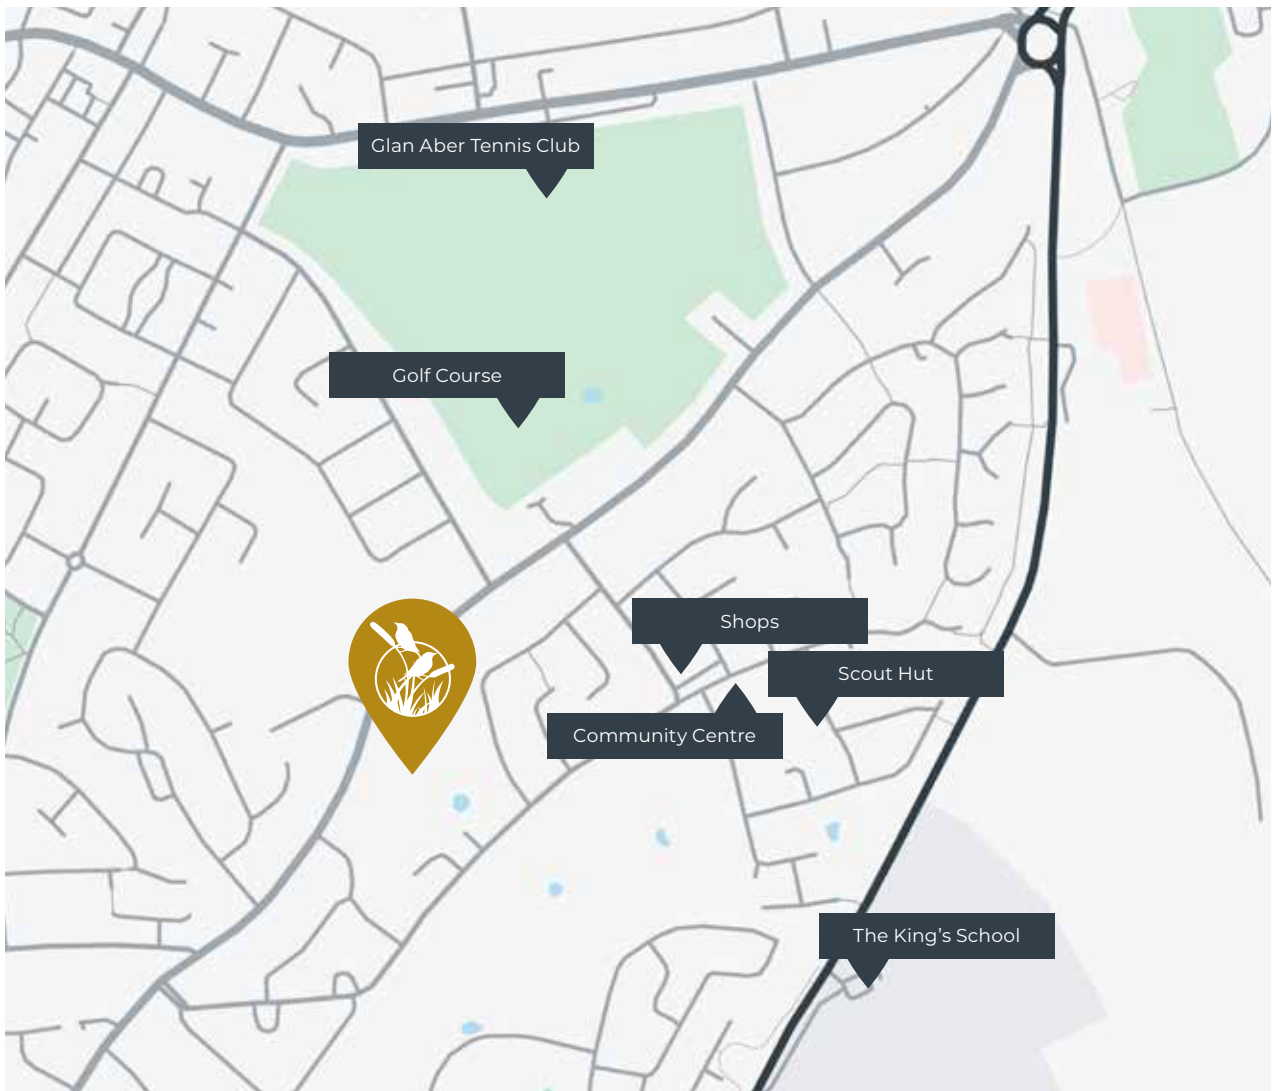 Glan Aber Tennis Club
Golf Course
Shops
Scout Hut
Community Centre
The King’s School